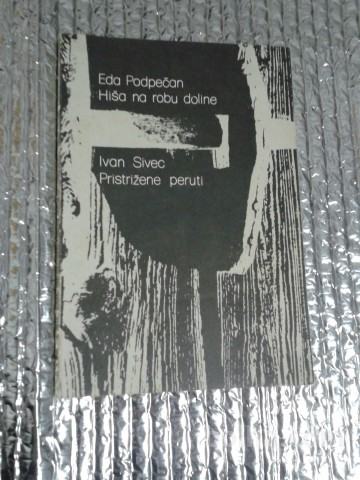 Eda Podpečan
Hiša na robu doline
Ivan Sivec
Pristrižene peruti